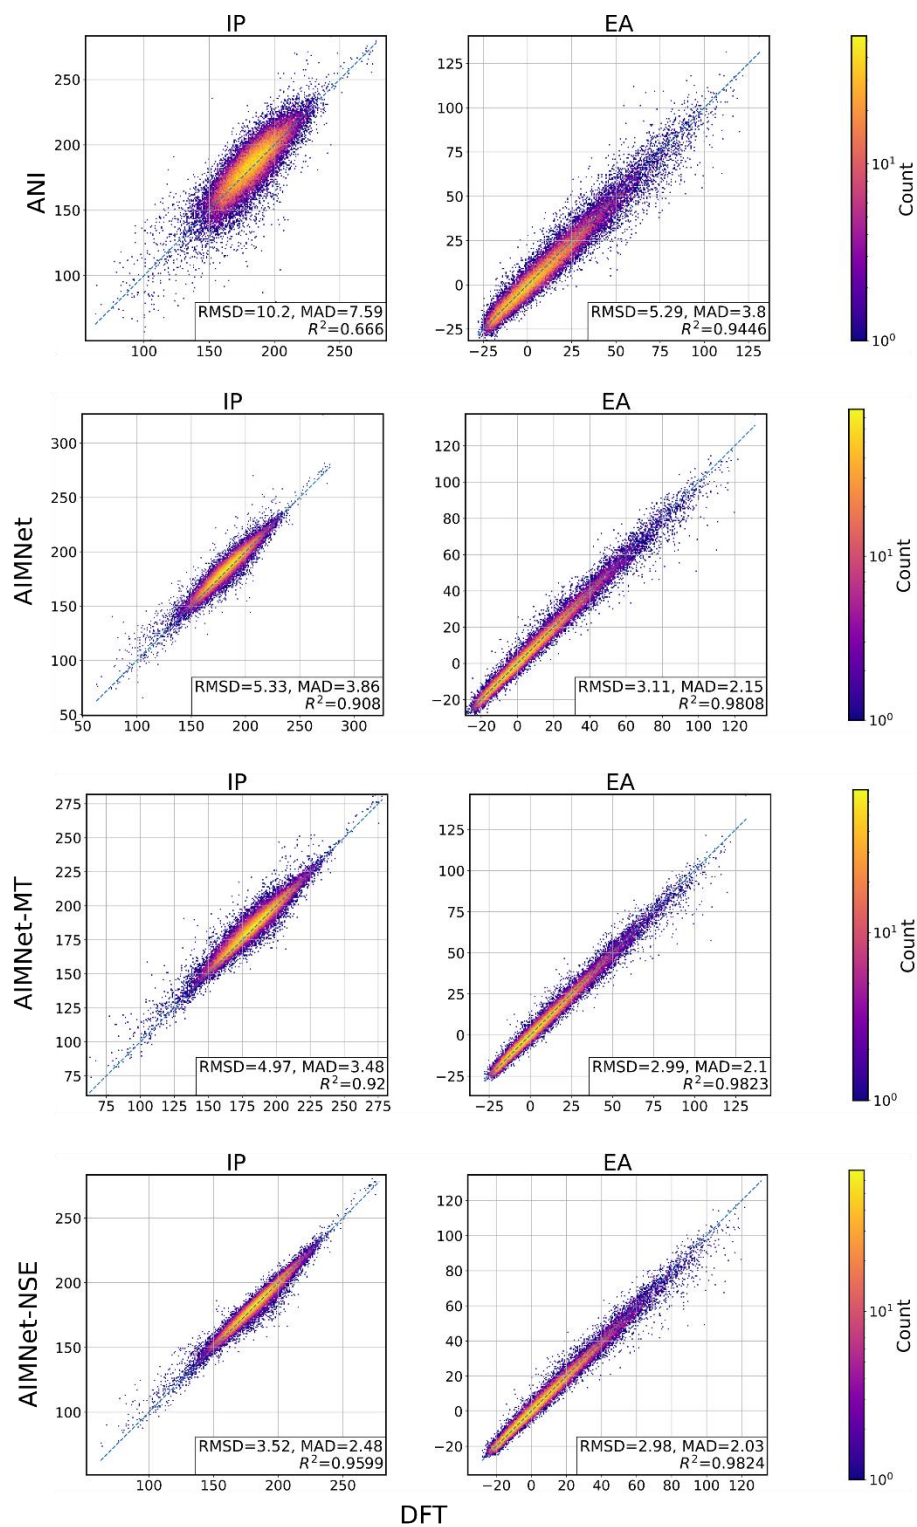 IP EA
250
200
150
100
100 150 200 250
ANI
RMSD=10.2, MAD=7.59
R²=0.666
125
100
75
50
25
0
−25
−25 0 25 50 75 100 125
RMSD=5.29, MAD=3.8
R²=0.9446
10¹
10⁰
Count
IP EA
300
250
200
150
100
50
50 100 150 200 250 300
AIMNet
RMSD=5.33, MAD=3.86
R²=0.908
120
100
80
60
40
20
0
−20
−20 0 20 40 60 80 100 120
RMSD=3.11, MAD=2.15
R²=0.9808
10¹
10⁰
Count
IP EA
275
250
225
200
175
150
125
100
75
75 100 125 150 175 200 225 250 275
AIMNet-MT
RMSD=4.97, MAD=3.48
R²=0.92
125
100
75
50
25
0
−25
−25 0 25 50 75 100 125
RMSD=2.99, MAD=2.1
R²=0.9823
10¹
10⁰
Count
IP EA
250
200
150
100
100 150 200 250
AIMNet-NSE
RMSD=3.52, MAD=2.48
R²=0.9599
120
100
80
60
40
20
0
−20
−20 0 20 40 60 80 100 120
RMSD=2.98, MAD=2.03
R²=0.9824
10¹
10⁰
Count
DFT